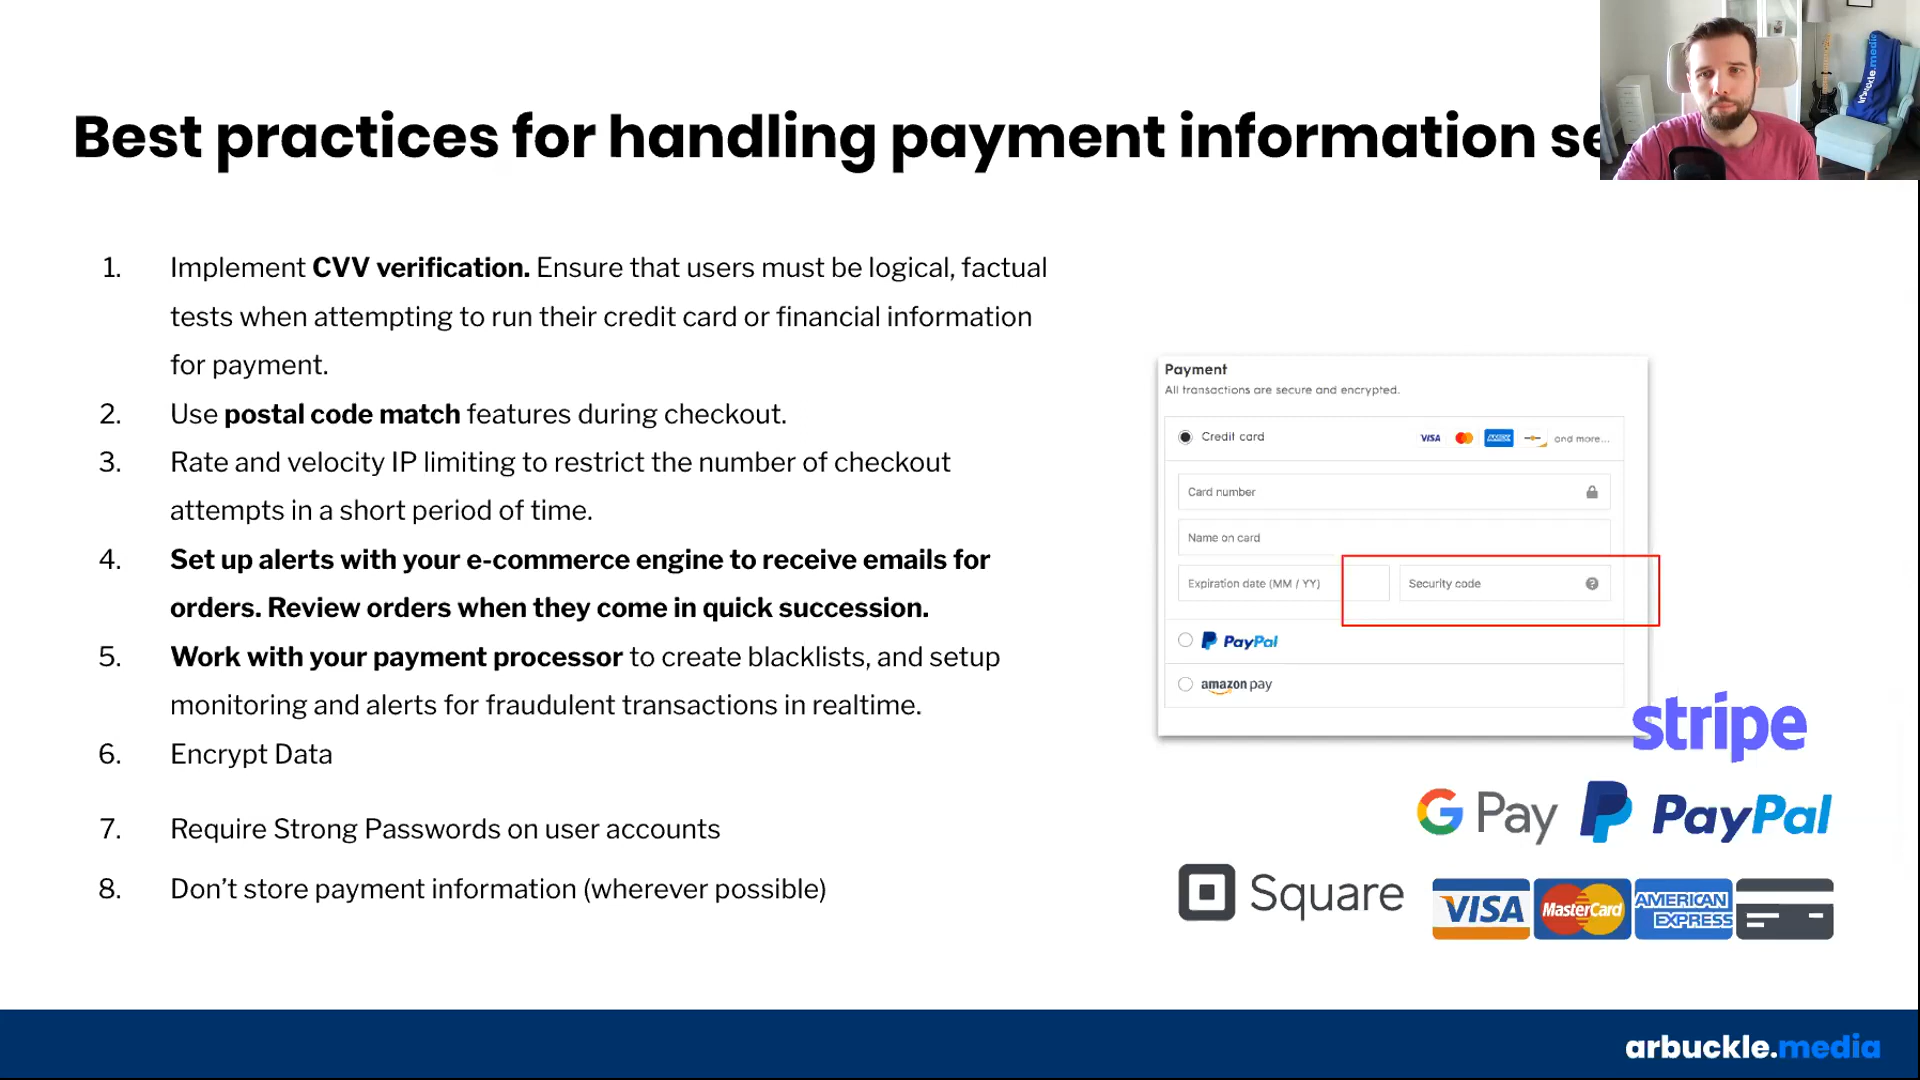 Best practices for handling payment information se
1. Implement CVV verification. Ensure that users must be logical, factual
tests when attempting to run their credit card or financial information
for payment.
2. Use postal code match features during checkout.
3. Rate and velocity IP limiting to restrict the number of checkout
attempts in a short period of time.
4. Set up alerts with your e-commerce engine to receive emails for
orders. Review orders when they come in quick succession.
5. Work with your payment processor to create blacklists, and setup
monitoring and alerts for fraudulent transactions in realtime.
6. Encrypt Data
7. Require Strong Passwords on user accounts
8. Don’t store payment information (wherever possible)
Payment
All transactions are secure and encrypted.
Credit card VISA and more...
Card number
Name on card
Expiration date (MM / YY) Security code
PayPal
amazon pay
stripe
G Pay PayPal
Square VISA MasterCard AMERICAN EXPRESS
arbuckle.media
arbuckle.media